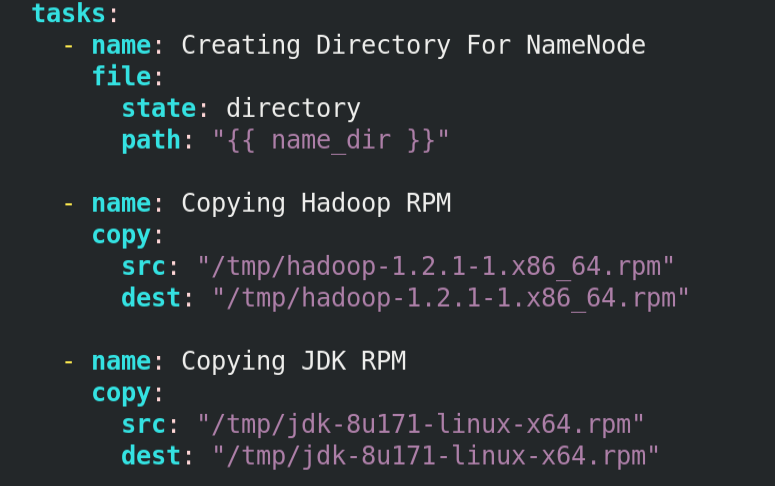 tasks:
  - name: Creating Directory For NameNode
    file:
      state: directory
      path: "{{ name_dir }}"

  - name: Copying Hadoop RPM
    copy:
      src: "/tmp/hadoop-1.2.1-1.x86_64.rpm"
      dest: "/tmp/hadoop-1.2.1-1.x86_64.rpm"

  - name: Copying JDK RPM
    copy:
      src: "/tmp/jdk-8u171-linux-x64.rpm"
      dest: "/tmp/jdk-8u171-linux-x64.rpm"